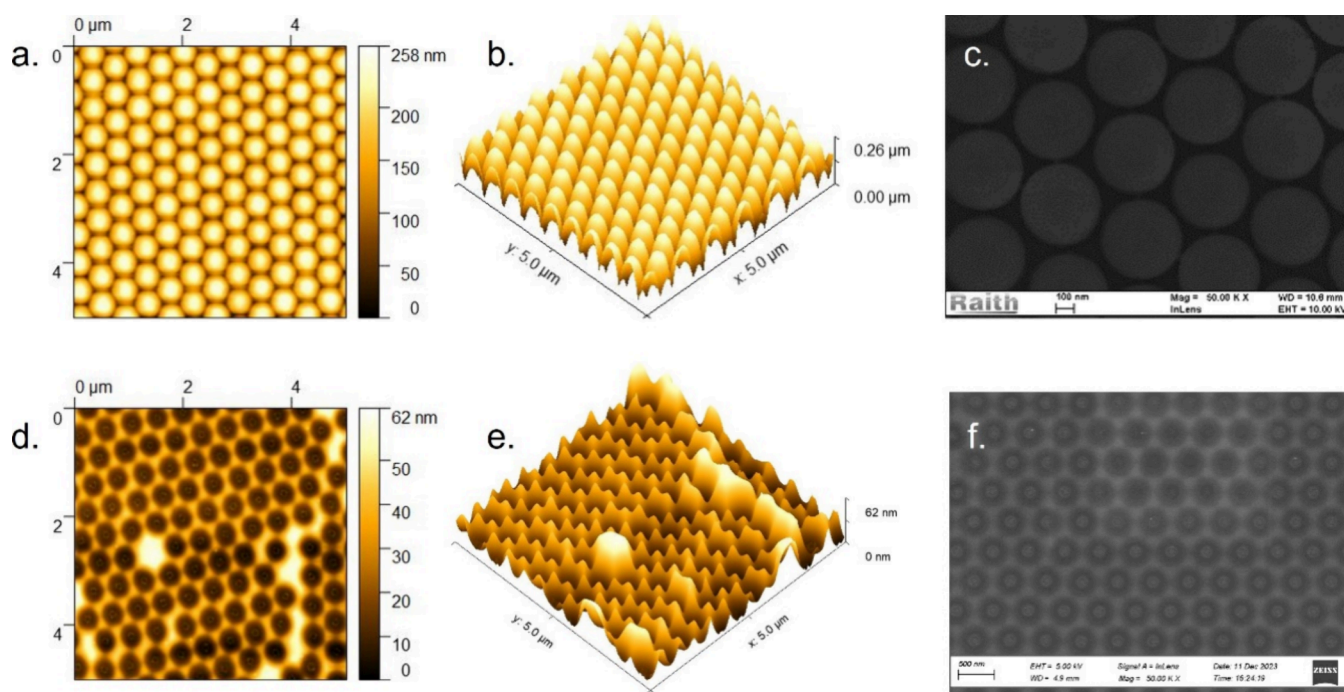 a.
0 µm 2 4
0
2
4
258 nm
200
150
100
50
0
b.
0.26 µm
0.00 µm
y: 5.0 µm
x: 5.0 µm
c.
Raith
100 nm
Mag = 50.00 K X
WD = 10.6 mm
InLens
EHT = 10.00 kV
d.
0 µm 2 4
0
2
4
62 nm
50
40
30
20
10
0
e.
62 nm
0 nm
y: 5.0 µm
x: 5.0 µm
f.
500 nm
EHT = 5.00 kV
Signal A = InLens
Date: 11 Dec 2023
WD = 4.9 mm
Mag = 50.00 K X
Time: 15:24:19
ZEISS